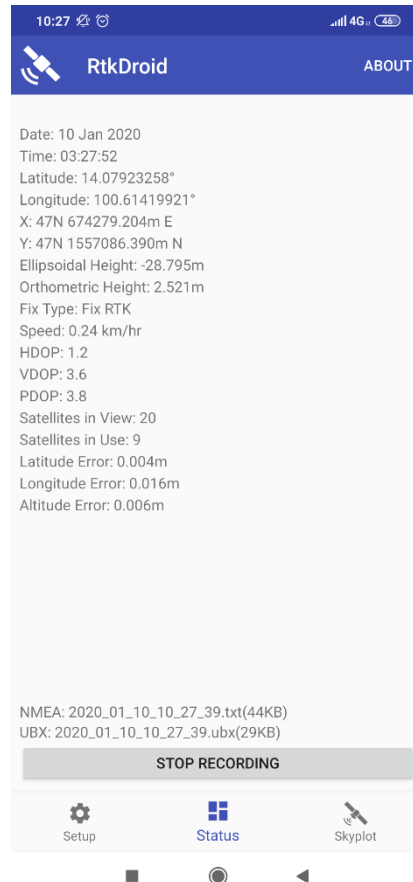 10:27 4G 46
RtkDroid ABOUT
Date: 10 Jan 2020
Time: 03:27:52
Latitude: 14.07923258°
Longitude: 100.61419921°
X: 47N 674279.204m E
Y: 47N 1557086.390m N
Ellipsoidal Height: -28.795m
Orthometric Height: 2.521m
Fix Type: Fix RTK
Speed: 0.24 km/hr
HDOP: 1.2
VDOP: 3.6
PDOP: 3.8
Satellites in View: 20
Satellites in Use: 9
Latitude Error: 0.004m
Longitude Error: 0.016m
Altitude Error: 0.006m
NMEA: 2020_01_10_10_27_39.txt(44KB)
UBX: 2020_01_10_10_27_39.ubx(29KB)
STOP RECORDING
Setup Status Skyplot